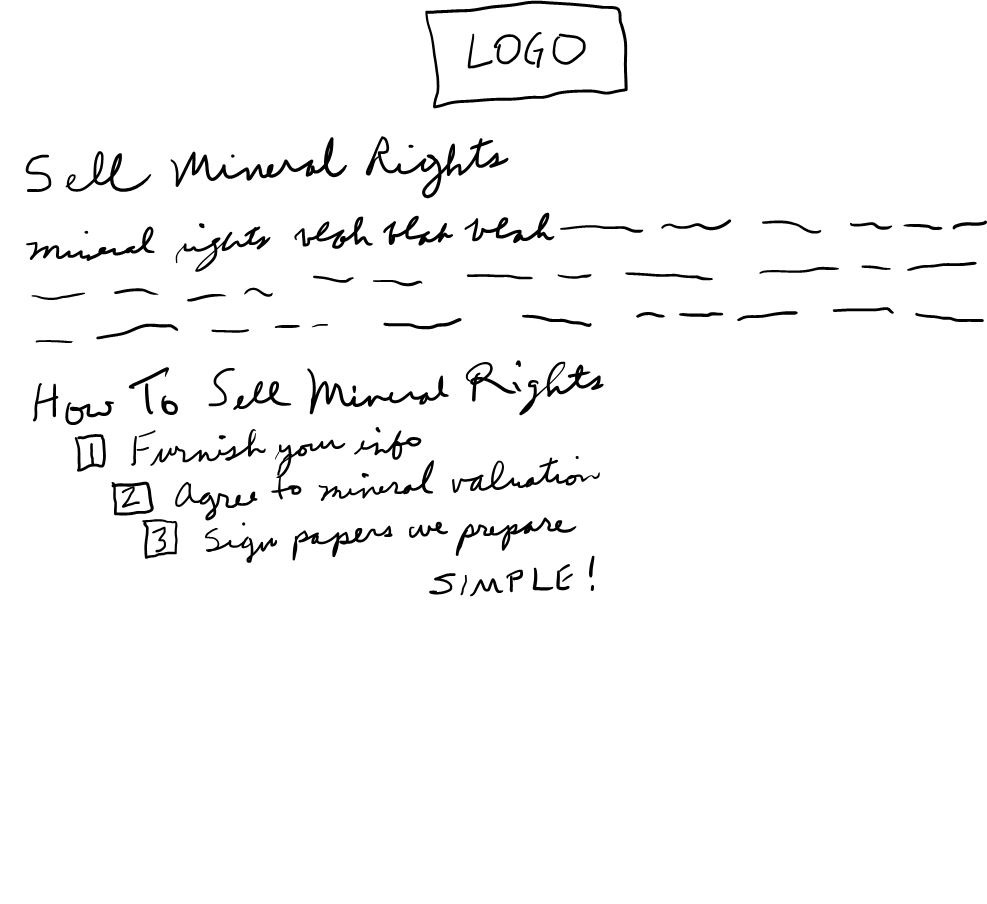 LOGO
Sell Mineral Rights
mineral rights blah blah blah
How To Sell Mineral Rights
1 Furnish your info
2 Agree to mineral valuation
3 Sign papers we prepare
SIMPLE!